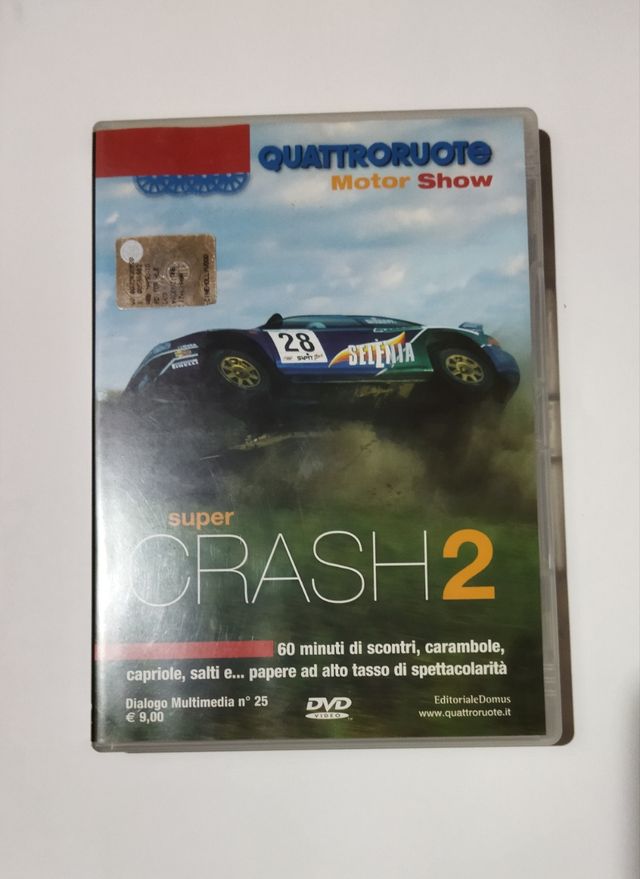 QUATTRORUOTE
Motor Show
28
SELENIA
PIRELLI
super
CRASH 2
60 minuti di scontri, carambole,
capriole, salti e... papere ad alto tasso di spettacolarità
Dialogo Multimedia n° 25
€ 9,00
DVD
VIDEO
EditorialeDomus
www.quattroruote.it